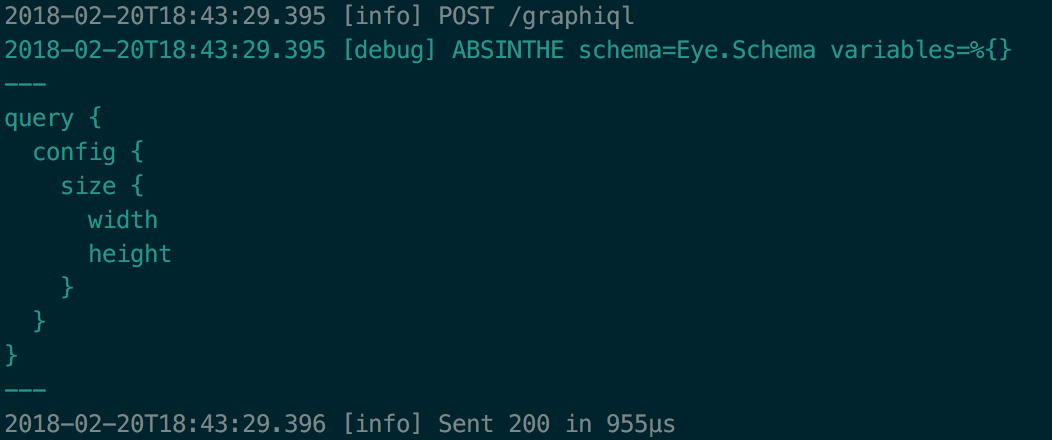 2018-02-20T18:43:29.395 [info] POST /graphiql
2018-02-20T18:43:29.395 [debug] ABSINTHE schema=Eye.Schema variables=%{}
---
query {
  config {
    size {
      width
      height
    }
  }
}
---
2018-02-20T18:43:29.396 [info] Sent 200 in 955µs